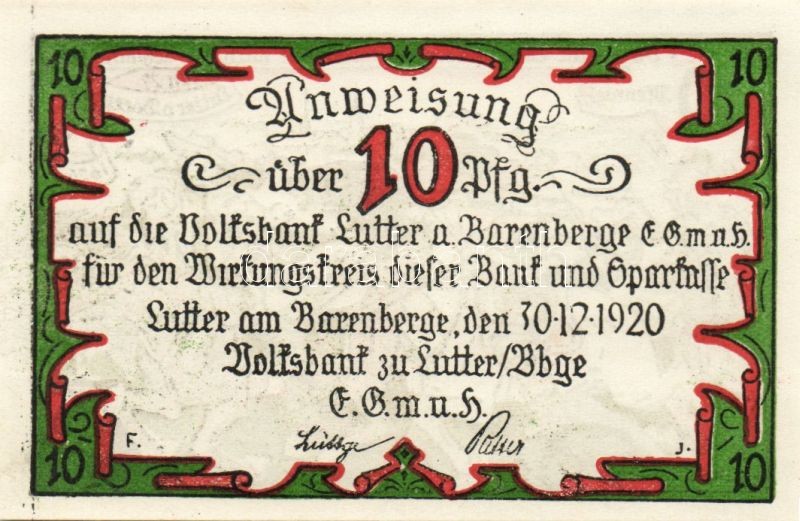 10 10
Anweisung
über 10 Pfg.
auf die Volksbank Lutter a. Barenberge E.G.m.u.H.
für den Wirkungskreis dieser Bank und Sparkasse
Lutter am Barenberge, den 30·12·1920
Volksbank zu Lutter/Bbge
E.G.m.u.H.
F. J.
10 10